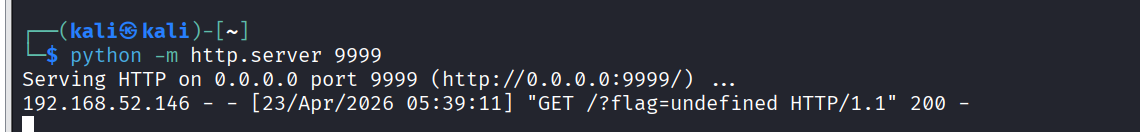 ┌──(kali㉿kali)-[~]
└─$ python -m http.server 9999
Serving HTTP on 0.0.0.0 port 9999 (http://0.0.0.0:9999/) ...
192.168.52.146 - - [23/Apr/2026 05:39:11] "GET /?flag=undefined HTTP/1.1" 200 -